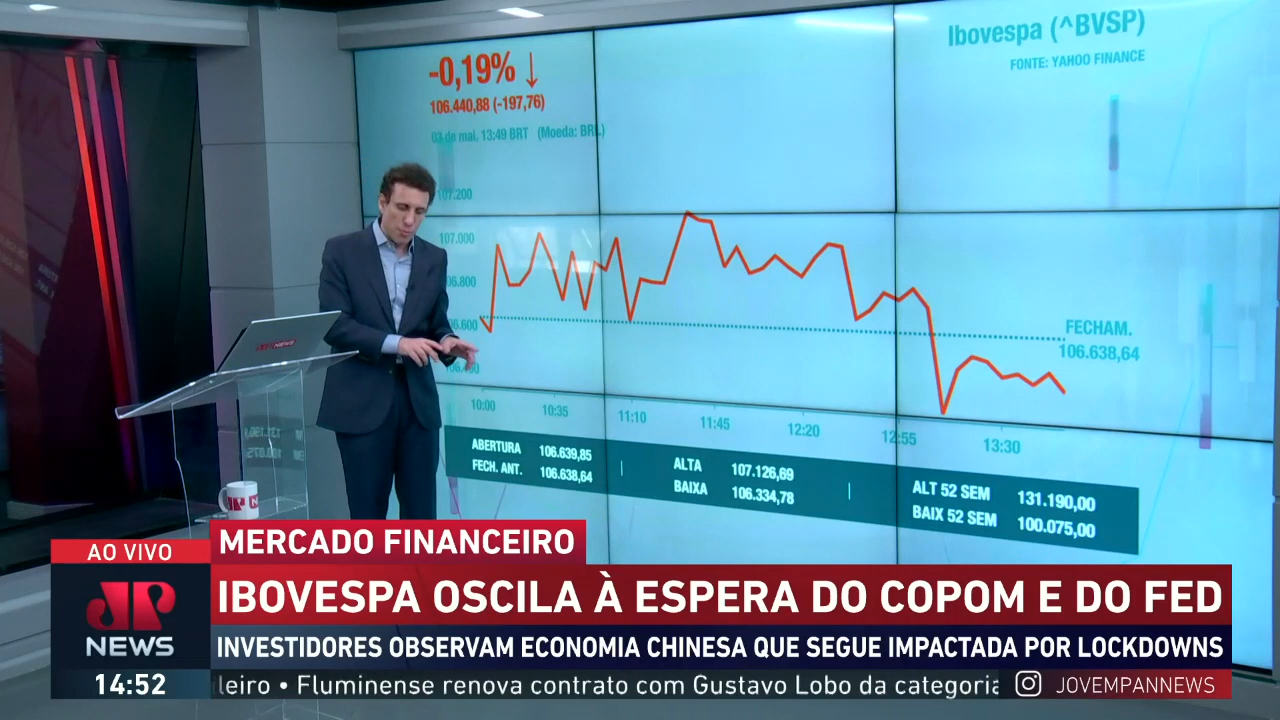 Ibovespa (^BVSP)
FONTE: YAHOO FINANCE
-0,19% ↓
106.440,88 (-197,76)
03 de mai, 13:49 BRT (Moeda: BRL)
107.200
107.000
106.800
106.600
FECHAM.
106.638,64
10:00 10:35 11:10 11:45 12:20 12:55 13:30
ABERTURA 106.639,85
FECH. ANT. 106.638,64
ALTA 107.126,69
BAIXA 106.334,78
ALT 52 SEM 131.190,00
BAIX 52 SEM 100.075,00
NEWS
JP N
MERCADO FINANCEIRO
AO VIVO
IBOVESPA OSCILA À ESPERA DO COPOM E DO FED
JP
NEWS
INVESTIDORES OBSERVAM ECONOMIA CHINESA QUE SEGUE IMPACTADA POR LOCKDOWNS
14:52
leiro • Fluminense renova contrato com Gustavo Lobo da categoria
JOVEMPANNEWS